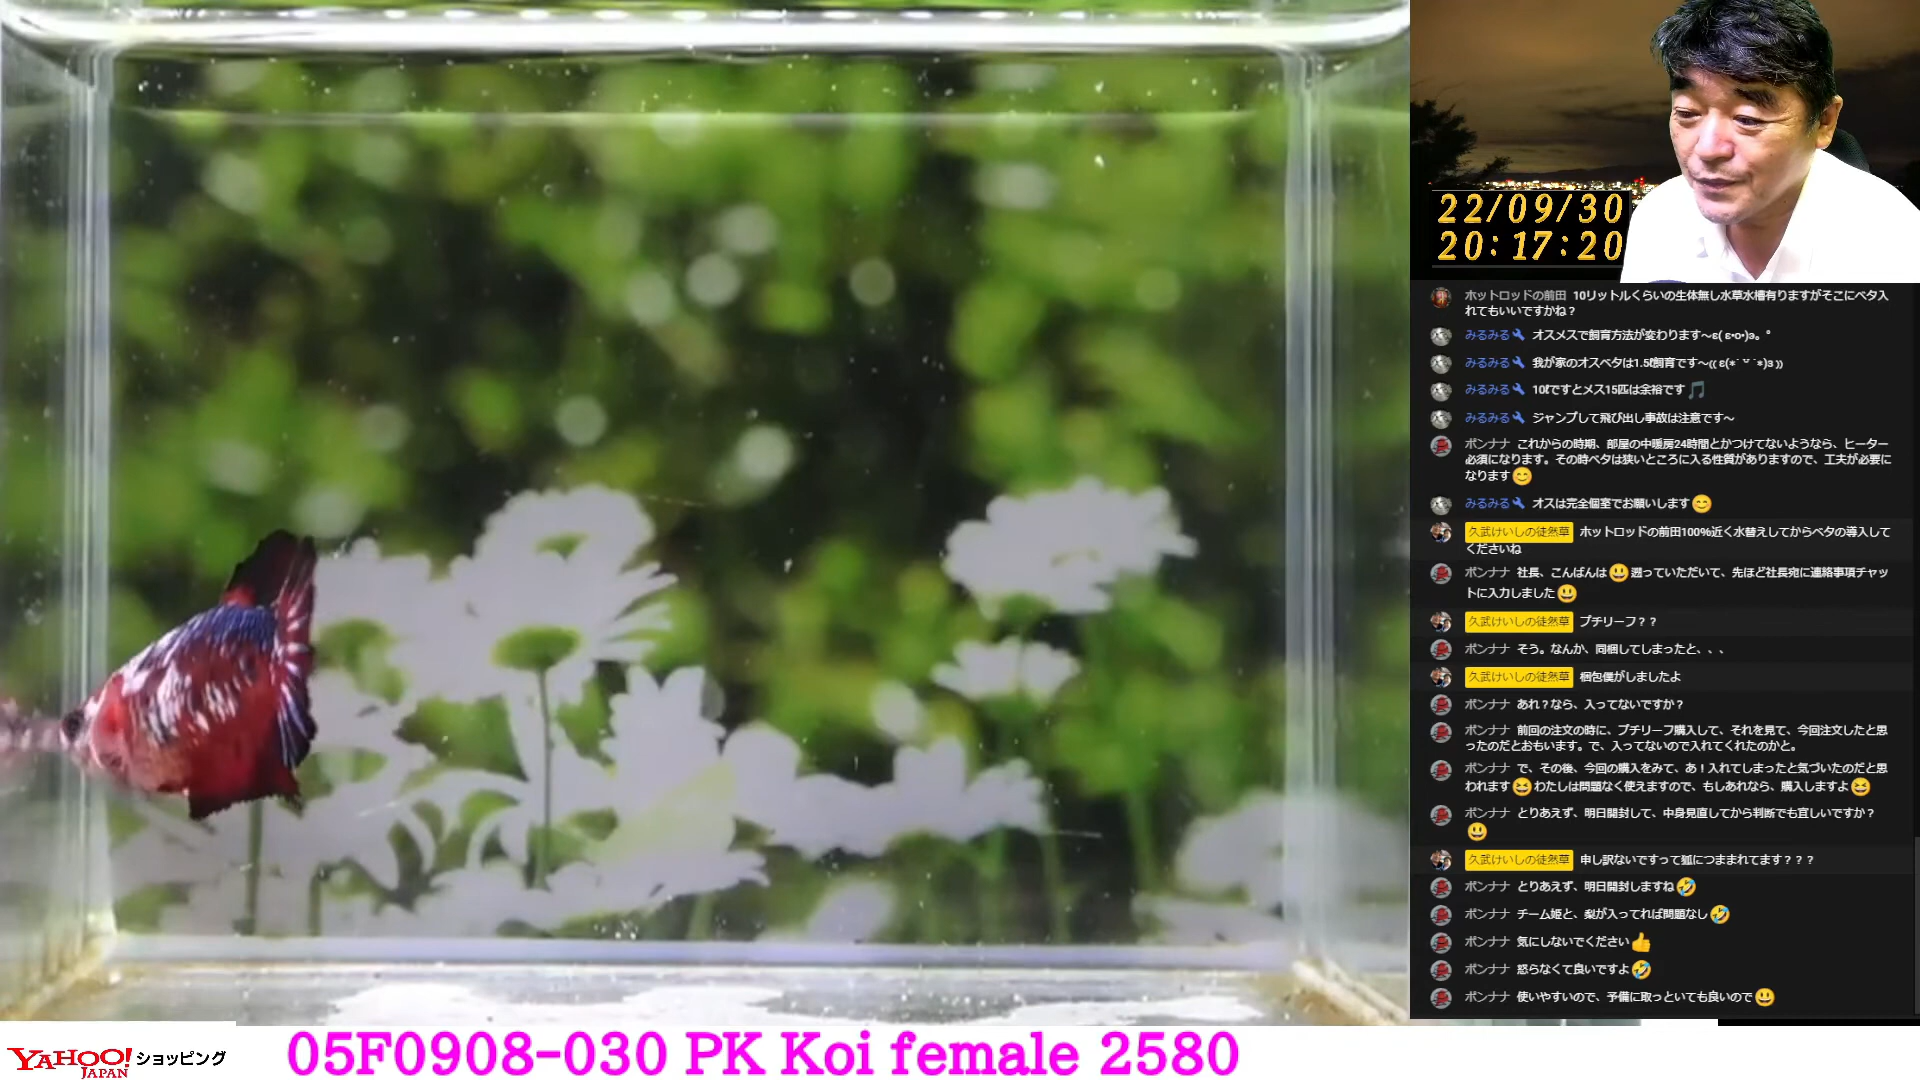 22/09/30
20:17:20
ホットロッドの前田 10リットルくらいの生体無し水草水槽有りますがそこにベタ入
れてもいいですかね？
みるみる オスメスで飼育方法が変わります〜ε( ε•o•)э。°
みるみる 我が家のオスベタは1.5ℓ飼育です〜
みるみる 10ℓですとメス15匹は余裕です🎵
みるみる ジャンプして飛び出し事故は注意です〜
ボンナナ これからの時期、部屋の中暖房24時間とかつけてないようなら、ヒーター
必須になります。その時ベタは狭いところに入る性質がありますので、工夫が必要に
なります😊
みるみる オスは完全個室でお願いします😊
久武けいしの徒然草 ホットロッドの前田100%近く水替えしてからベタの導入して
くださいね
ボンナナ 社長、こんばんは😃遡っていただいて、先ほど社長宛に連絡事項チャッ
トに入力しました😃
久武けいしの徒然草 プチリーフ？？
ボンナナ そう。なんか、同梱してしまったと、、、
久武けいしの徒然草 梱包僕がしましたよ
ボンナナ あれ？なら、入ってないですか？
ボンナナ 前回の注文の時に、プチリーフ購入して、それを見て、今回注文したと思
ったのだとおもいます。で、入ってないので入れてくれたのかと。
ボンナナ で、その後、今回の購入をみて、あ！入れてしまったと気づいたのだと思
われます😆わたしは問題なく使えますので、もしあれなら、購入しますよ😆
ボンナナ とりあえず、明日開封して、中身見直してから判断でも宜しいですか？
😃
久武けいしの徒然草 申し訳ないですって狐につままれてます？？？
ボンナナ とりあえず、明日開封しますね🤣
ボンナナ チーム姫と、梨が入ってれば問題なし🤣
ボンナナ 気にしないでください👍
ボンナナ 怒らなくて良いですよ🤣
ボンナナ 使いやすいので、予備に取っといても良いので😃
YAHOO! JAPAN ショッピング
05F0908-030 PK Koi female 2580